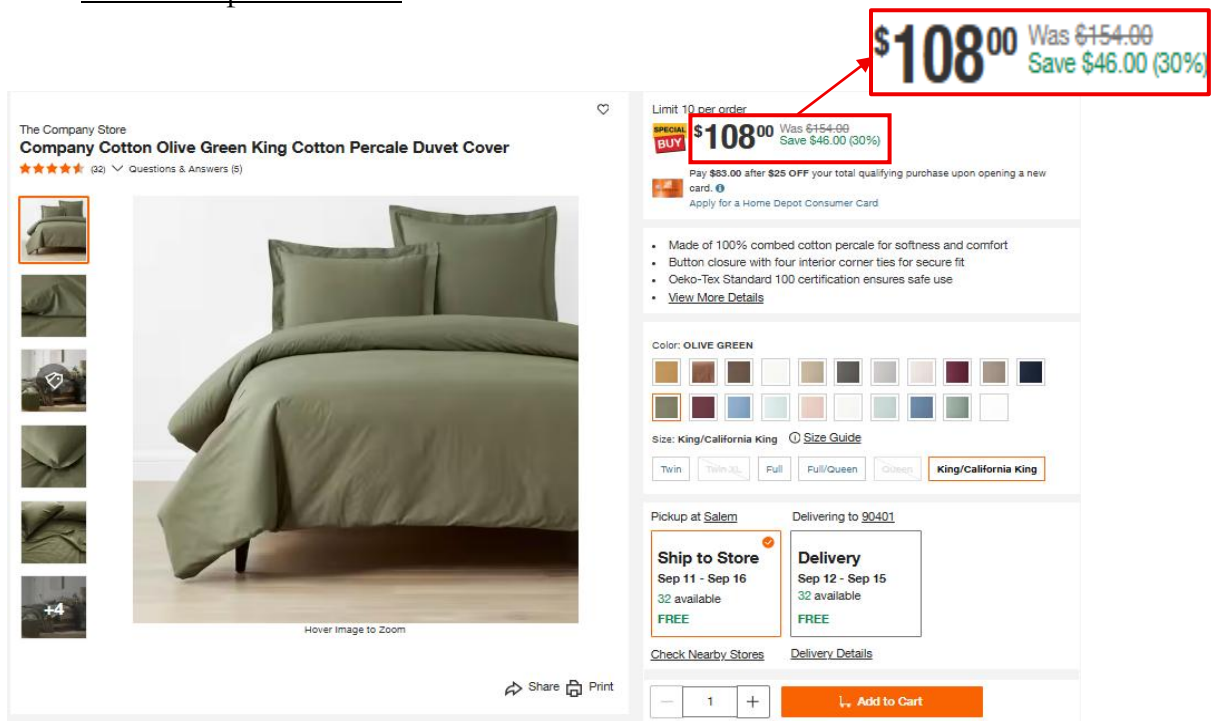 $108⁰⁰ Was $154.00
Save $46.00 (30%)
The Company Store
Company Cotton Olive Green King Cotton Percale Duvet Cover
(32) Questions & Answers (5)
+4
Hover Image to Zoom
Share Print
Limit 10 per order
SPECIAL BUY
$108⁰⁰ Was $154.00
Save $46.00 (30%)
Pay $83.00 after $25 OFF your total qualifying purchase upon opening a new
card.
Apply for a Home Depot Consumer Card
Made of 100% combed cotton percale for softness and comfort
Button closure with four interior corner ties for secure fit
Oeko-Tex Standard 100 certification ensures safe use
View More Details
Color: OLIVE GREEN
Size: King/California King Size Guide
Twin Twin XL Full Full/Queen Queen King/California King
Pickup at Salem Delivering to 90401
Ship to Store
Sep 11 - Sep 16
32 available
FREE
Delivery
Sep 12 - Sep 15
32 available
FREE
Check Nearby Stores Delivery Details
1
Add to Cart